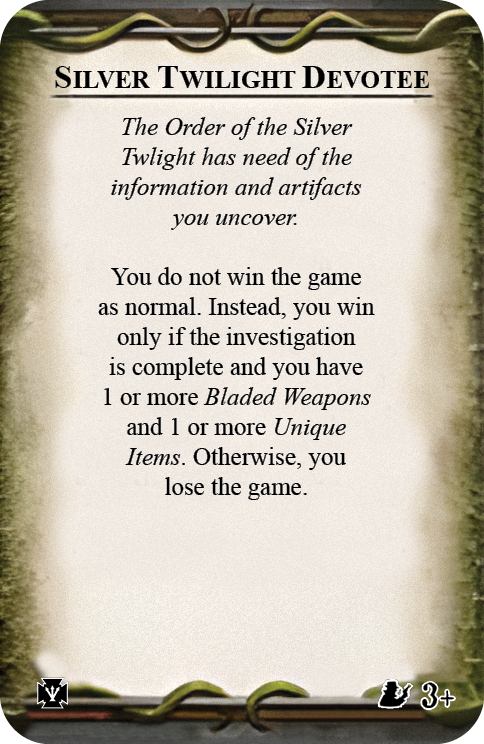 SILVER TWILIGHT DEVOTEE
The Order of the Silver
Twlight has need of the
information and artifacts
you uncover.
You do not win the game
as normal. Instead, you win
only if the investigation
is complete and you have
1 or more Bladed Weapons
and 1 or more Unique
Items. Otherwise, you
lose the game.
3+